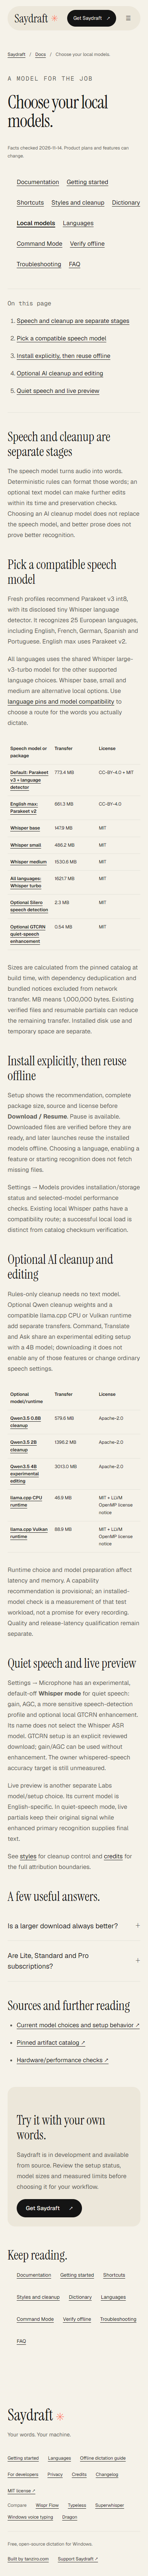 Saydraft
Get Saydraft ↗
Saydraft / Docs / Choose your local models.
A MODEL FOR THE JOB
Choose your local
models.
Facts checked 2026-11-14. Product plans and features can
change.
Documentation Getting started
Shortcuts Styles and cleanup Dictionary
Local models Languages
Command Mode Verify offline
Troubleshooting FAQ
On this page
1. Speech and cleanup are separate stages
2. Pick a compatible speech model
3. Install explicitly, then reuse offline
4. Optional AI cleanup and editing
5. Quiet speech and live preview
Speech and cleanup are
separate stages
The speech model turns audio into words.
Deterministic rules can format those words; an
optional text model can make further edits
within its time and preservation checks.
Choosing an AI cleanup model does not replace
the speech model, and better prose does not
prove better recognition.
Pick a compatible speech
model
Fresh profiles recommend Parakeet v3 int8,
with its disclosed tiny Whisper language
detector. It recognizes 25 European languages,
including English, French, German, Spanish and
Portuguese. English max uses Parakeet v2.
All languages uses the shared Whisper large-
v3-turbo model for the other supported
language choices. Whisper base, small and
medium are alternative local options. Use
language pins and model compatibility to
choose a route for the words you actually
dictate.
Speech model or Transfer License
package
Default: Parakeet 773.4 MB CC-BY-4.0 + MIT
v3 + language
detector
English max: 661.3 MB CC-BY-4.0
Parakeet v2
Whisper base 147.9 MB MIT
Whisper small 486.2 MB MIT
Whisper medium 1530.6 MB MIT
All languages: 1621.7 MB MIT
Whisper turbo
Optional Silero 2.3 MB MIT
speech detection
Optional GTCRN 0.54 MB MIT
quiet-speech
enhancement
Sizes are calculated from the pinned catalog at
build time, with dependency deduplication and
bundled notices excluded from network
transfer. MB means 1,000,000 bytes. Existing
verified files and resumable partials can reduce
the remaining transfer. Installed disk use and
temporary space are separate.
Install explicitly, then reuse
offline
Setup shows the recommendation, complete
package size, source and license before
Download / Resume. Pause is available.
Downloaded files are verified before they are
ready, and later launches reuse the installed
models offline. Choosing a language, enabling a
feature or starting recognition does not fetch
missing files.
Settings → Models provides installation/storage
status and selected-model performance
checks. Existing local Whisper paths have a
compatibility route; a successful local load is
distinct from catalog checksum verification.
Optional AI cleanup and
editing
Rules-only cleanup needs no text model.
Optional Qwen cleanup weights and a
compatible llama.cpp CPU or Vulkan runtime
are separate transfers. Command, Translate
and Ask share an experimental editing setup
with a 4B model; downloading it does not
enable any of those features or change ordinary
speech settings.
Optional Transfer License
model/runtime
Qwen3.5 0.8B 579.6 MB Apache-2.0
cleanup
Qwen3.5 2B 1396.2 MB Apache-2.0
cleanup
Qwen3.5 4B 3013.0 MB Apache-2.0
experimental
editing
llama.cpp CPU 46.9 MB MIT + LLVM
runtime OpenMP license
notice
llama.cpp Vulkan 88.9 MB MIT + LLVM
runtime OpenMP license
notice
Runtime choice and model preparation affect
latency and memory. A capability
recommendation is provisional; an installed-
model check is a measurement of that test
workload, not a promise for every recording.
Quality and release-latency qualification remain
separate.
Quiet speech and live preview
Settings → Microphone has an experimental,
default-off Whisper mode for quiet speech:
gain, AGC, a more sensitive speech-detection
profile and optional local GTCRN enhancement.
Its name does not select the Whisper ASR
model. GTCRN setup is an explicit reviewed
download; gain/AGC can be used without
enhancement. The owner whispered-speech
accuracy target is still unmeasured.
Live preview is another separate Labs
model/setup choice. Its current model is
English-specific. In quiet-speech mode, live
partials keep their original signal while
enhanced primary recognition supplies final
text.
See styles for cleanup control and credits for
the full attribution boundaries.
A few useful answers.
Is a larger download always better? +
Are Lite, Standard and Pro
subscriptions? +
Sources and further reading
• Current model choices and setup behavior ↗
• Pinned artifact catalog ↗
• Hardware/performance checks ↗
Try it with your own
words.
Saydraft is in development and available
from source. Review the setup status,
model sizes and measured limits before
choosing it for your workflow.
Get Saydraft ↗
Keep reading.
Documentation Getting started Shortcuts
Styles and cleanup Dictionary Languages
Command Mode Verify offline Troubleshooting
FAQ
Saydraft
Your words. Your machine.
Getting started Languages Offline dictation guide
For developers Privacy Credits Changelog
MIT license ↗
Compare Wispr Flow Typeless Superwhisper
Windows voice typing Dragon
Free, open-source dictation for Windows.
Built by tanziro.com Support Saydraft ↗